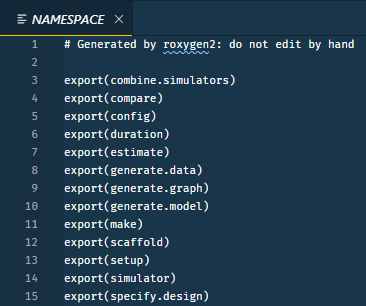 NAMESPACE
1 # Generated by roxygen2: do not edit by hand
2
3 export(combine.simulators)
4 export(compare)
5 export(config)
6 export(duration)
7 export(estimate)
8 export(generate.data)
9 export(generate.graph)
10 export(generate.model)
11 export(make)
12 export(scaffold)
13 export(setup)
14 export(simulator)
15 export(specify.design)